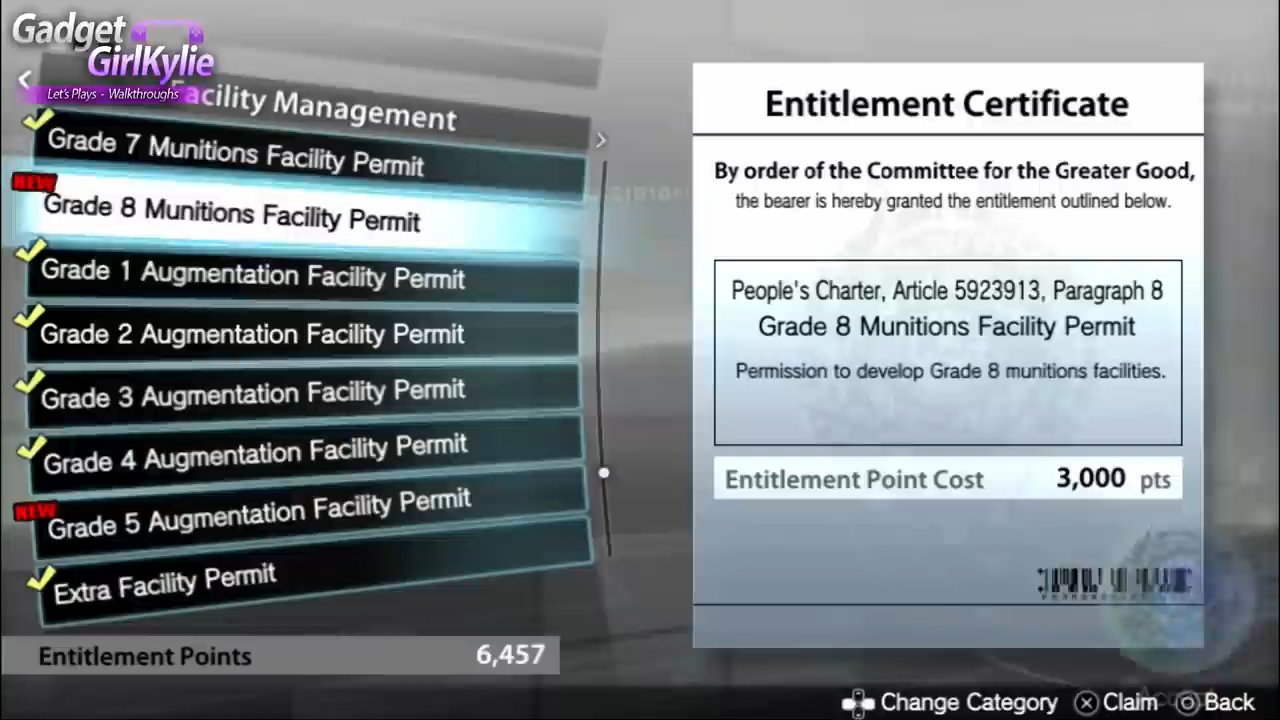 Gadget
GirlKylie
Let's Plays - Walkthroughs
Facility Management
Grade 7 Munitions Facility Permit
NEW
Grade 8 Munitions Facility Permit
Grade 1 Augmentation Facility Permit
Grade 2 Augmentation Facility Permit
Grade 3 Augmentation Facility Permit
Grade 4 Augmentation Facility Permit
NEW
Grade 5 Augmentation Facility Permit
Extra Facility Permit
Entitlement Points 6,457
Entitlement Certificate
By order of the Committee for the Greater Good,
the bearer is hereby granted the entitlement outlined below.
People's Charter, Article 5923913, Paragraph 8
Grade 8 Munitions Facility Permit
Permission to develop Grade 8 munitions facilities.
Entitlement Point Cost 3,000 pts
Change Category Claim Back